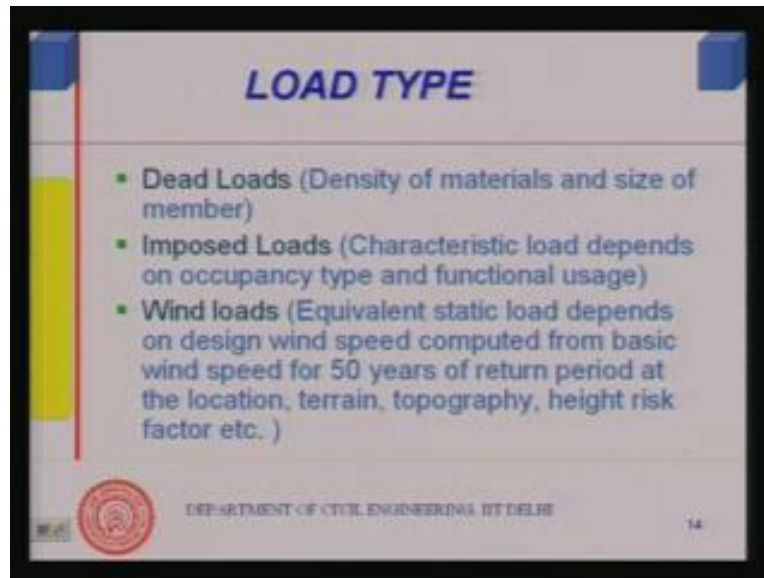 LOAD TYPE
▪ Dead Loads (Density of materials and size of
member)
▪ Imposed Loads (Characteristic load depends
on occupancy type and functional usage)
▪ Wind loads (Equivalent static load depends
on design wind speed computed from basic
wind speed for 50 years of return period at
the location, terrain, topography, height risk
factor etc. )
DEPARTMENT OF CIVIL ENGINEERING IIT DELHI
14